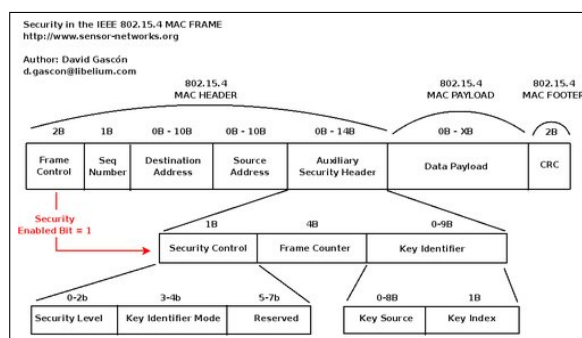 Security in the IEEE 802.15.4 MAC FRAME
http://www.sensor-networks.org
Author: David Gascón
d.gascon@libelium.com
802.15.4
MAC HEADER
802.15.4
MAC PAYLOAD
802.15.4
MAC FOOTER
2B 1B 0B - 10B 0B - 10B 0B - 14B 0B - XB 2B
Frame Control
Seq Number
Destination Address
Source Address
Auxiliary Security Header
Data Payload
CRC
Security
Enabled Bit = 1
1B 4B 0-9B
Security Control Frame Counter Key Identifier
0-2b 3-4b 5-7b
Security Level Key Identifier Mode Reserved
0-8B 1B
Key Source Key Index